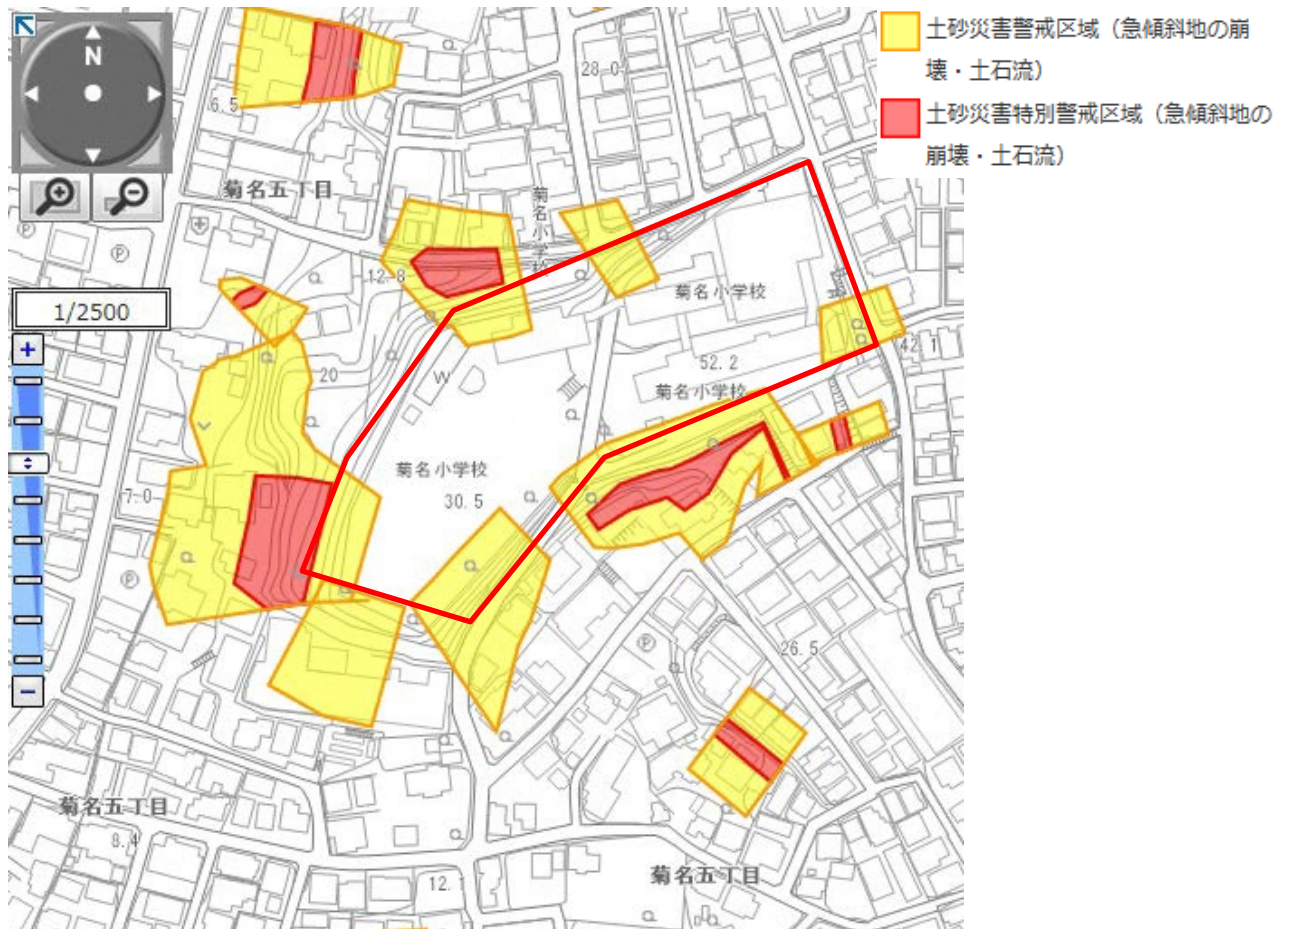 土砂災害警戒区域（急傾斜地の崩
壊・土石流）
土砂災害特別警戒区域（急傾斜地の
崩壊・土石流）
N
28.0
6.5
菊名五丁目
菊名小学校
P
P
12.8
菊名小学校
1/2500
+
42.1
52.2
20
W
菊名小学校
菊名小学校
30.5
7.0
P
P
26.5
−
菊名五丁目
8.4
菊名五丁目
12.